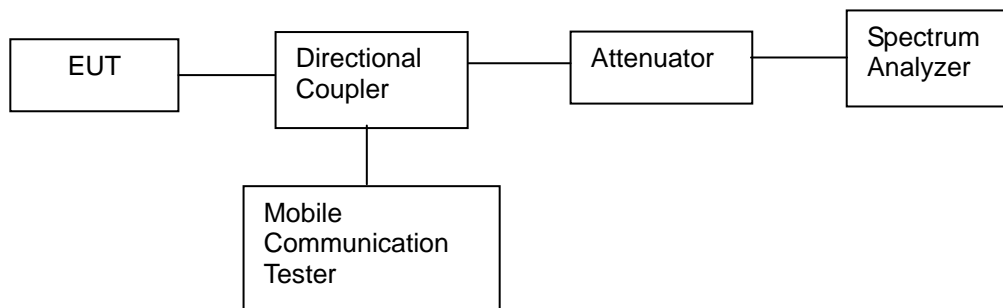 EUT
Directional
Coupler
Attenuator
Spectrum
Analyzer
Mobile
Communication
Tester